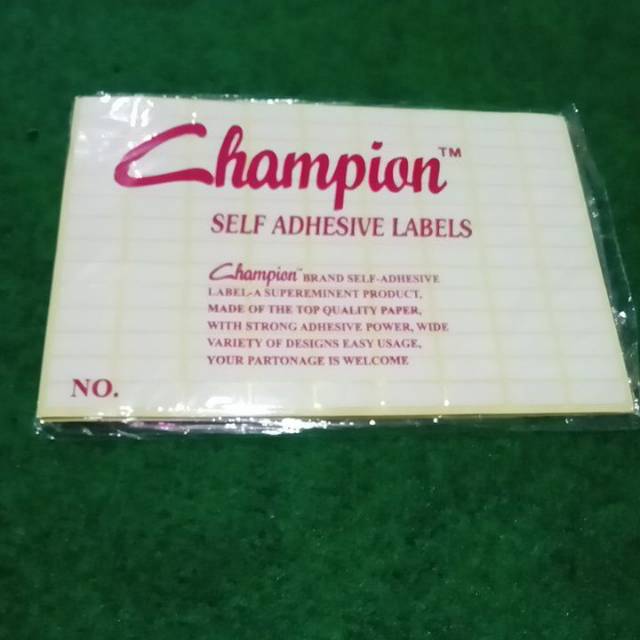 Champion™
SELF ADHESIVE LABELS
Champion™ BRAND SELF-ADHESIVE
LABEL-A SUPEREMINENT PRODUCT,
MADE OF THE TOP QUALITY PAPER,
WITH STRONG ADHESIVE POWER, WIDE
VARIETY OF DESIGNS EASY USAGE,
YOUR PARTONAGE IS WELCOME
NO.